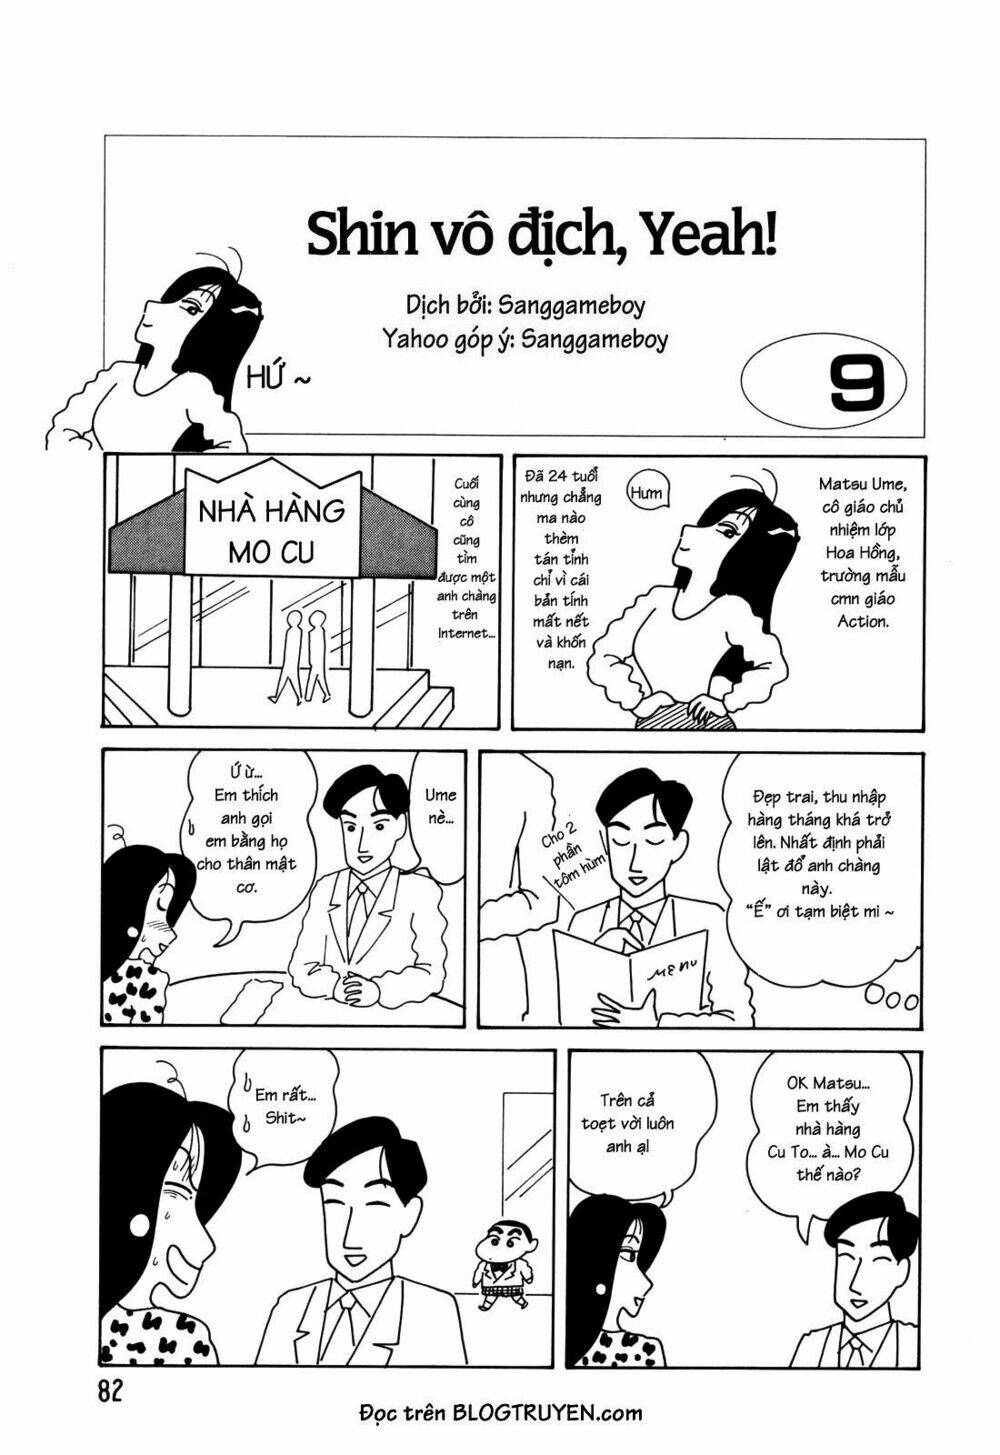 Shin vô địch, Yeah!
Dịch bởi: Sanggameboy
Yahoo góp ý: Sanggameboy
HỨ ~
9
Matsu Ume,
cô giáo chủ
nhiệm lớp
Hoa Hồng,
trường mẫu
cmn giáo
Action.
Hưm
Đã 24 tuổi
nhưng chẳng
ma nào
thèm
tán tỉnh
chỉ vì cái
bản tính
mất nết
và khốn
nạn.
Cuối
cùng
cô
cũng
tìm
được một
anh chàng
trên
Internet...
NHÀ HÀNG
MO CU
Đẹp trai, thu nhập
hàng tháng khá trở
lên. Nhất định phải
lật đổ anh chàng
này.
“Ế” ơi tạm biệt mi ~
Cho 2
phần
tôm hùm
MENU
Ume
nè...
Ứ ừ...
Em thích
anh gọi
em bằng họ
cho thân mật
cơ.
OK Matsu...
Em thấy
nhà hàng
Cu To... à... Mo Cu
thế nào?
Trên cả
toẹt vời luôn
anh ạ!
Em rất...
Shit~
82
Đọc trên BLOGTRUYEN.com